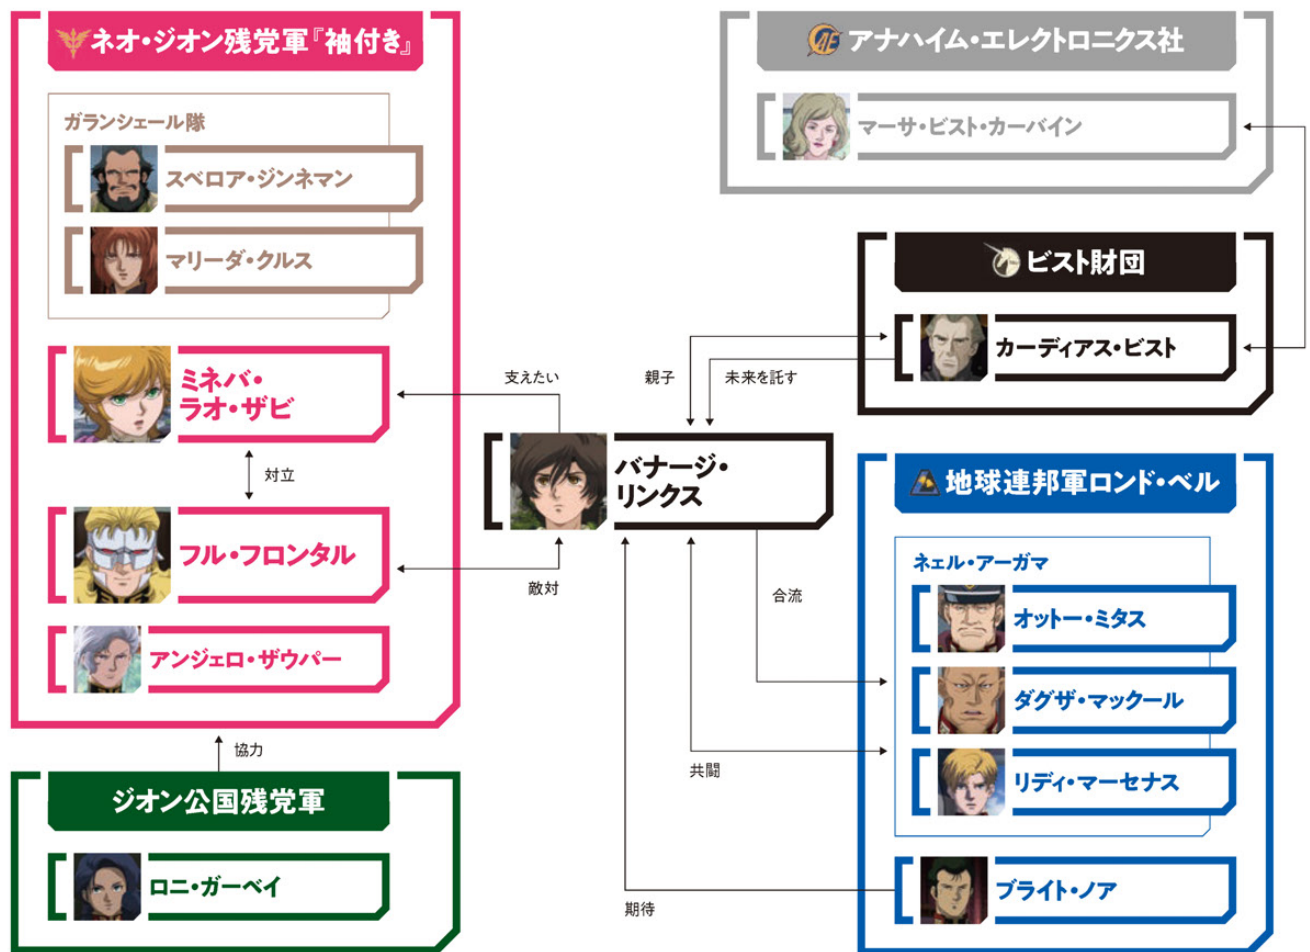 ネオ・ジオン残党軍『袖付き』
ガランシェール隊
スベロア・ジンネマン
マリーダ・クルス
ミネバ・
ラオ・ザビ
対立
フル・フロンタル
アンジェロ・ザウパー
協力
ジオン公国残党軍
ロニ・ガーベイ
支えたい
親子
未来を託す
バナージ・
リンクス
敵対
合流
共闘
期待
AE アナハイム・エレクトロニクス社
マーサ・ビスト・カーバイン
ビスト財団
カーディアス・ビスト
地球連邦軍ロンド・ベル
ネェル・アーガマ
オットー・ミタス
ダグザ・マックール
リディ・マーセナス
ブライト・ノア